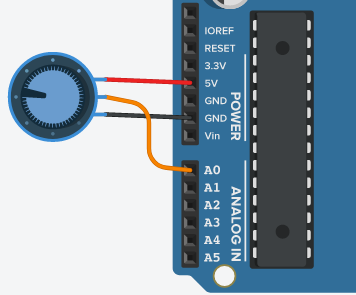 IOREF
RESET
3.3V
5V
GND
GND
Vin
POWER
A0
A1
A2
A3
A4
A5
ANALOG IN